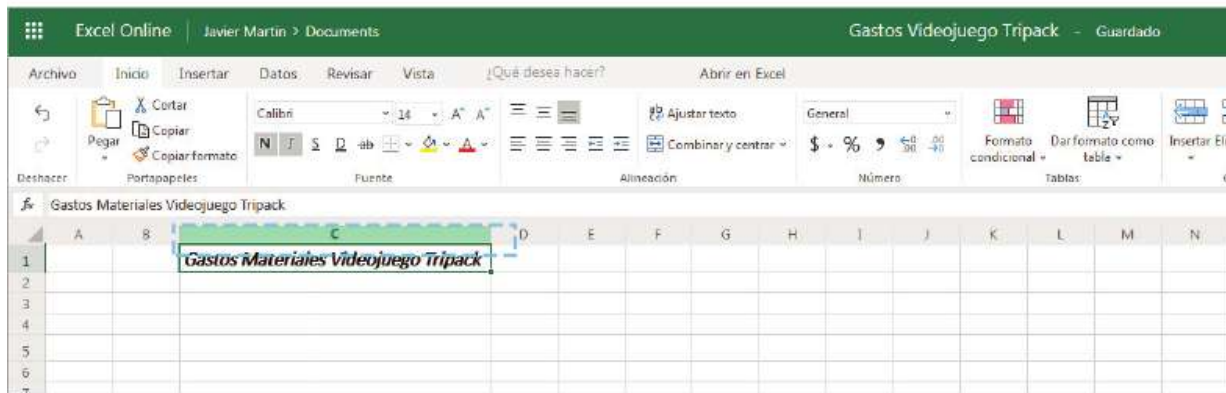 Excel Online | Javier Martin > Documents Gastos Videojuego Tripack - Guardado
Archivo Inicio Insertar Datos Revisar Vista ¿Qué desea hacer? Abrir en Excel
Cortar Calibri 14 A A Ajustar texto General
Copiar
Pegar N J S D ab A Combinar y centrar $ % Formato condicional Dar formato como tabla Insertar
Copiar formato
Deshacer Portapapeles Fuente Alineación Número Tablas
fx Gastos Materiales Videojuego Tripack
A B C D E F G H I J K L M N
1 Gastos Materiales Videojuego Tripack
2
3
4
5
6
7